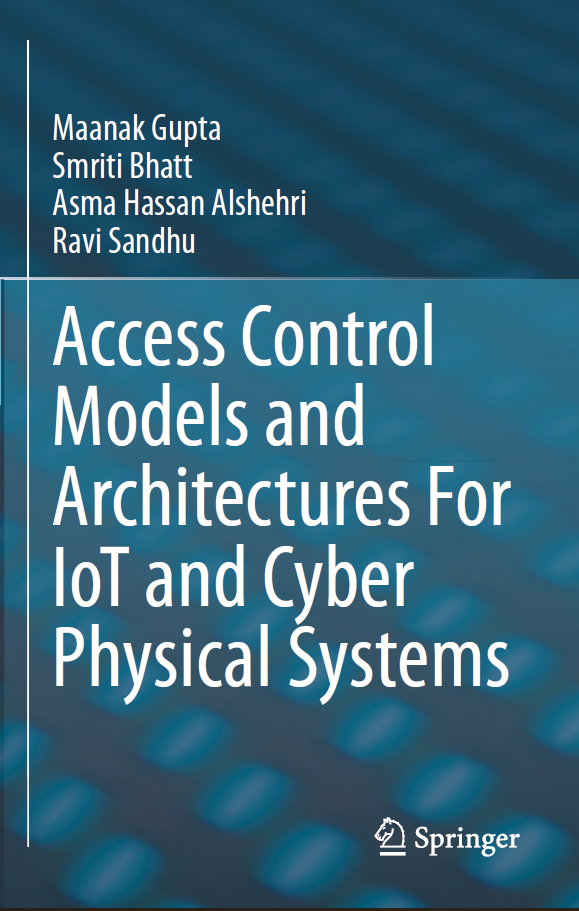 Maanak Gupta
Smriti Bhatt
Asma Hassan Alshehri
Ravi Sandhu
Access Control
Models and
Architectures For
IoT and Cyber
Physical Systems
Springer